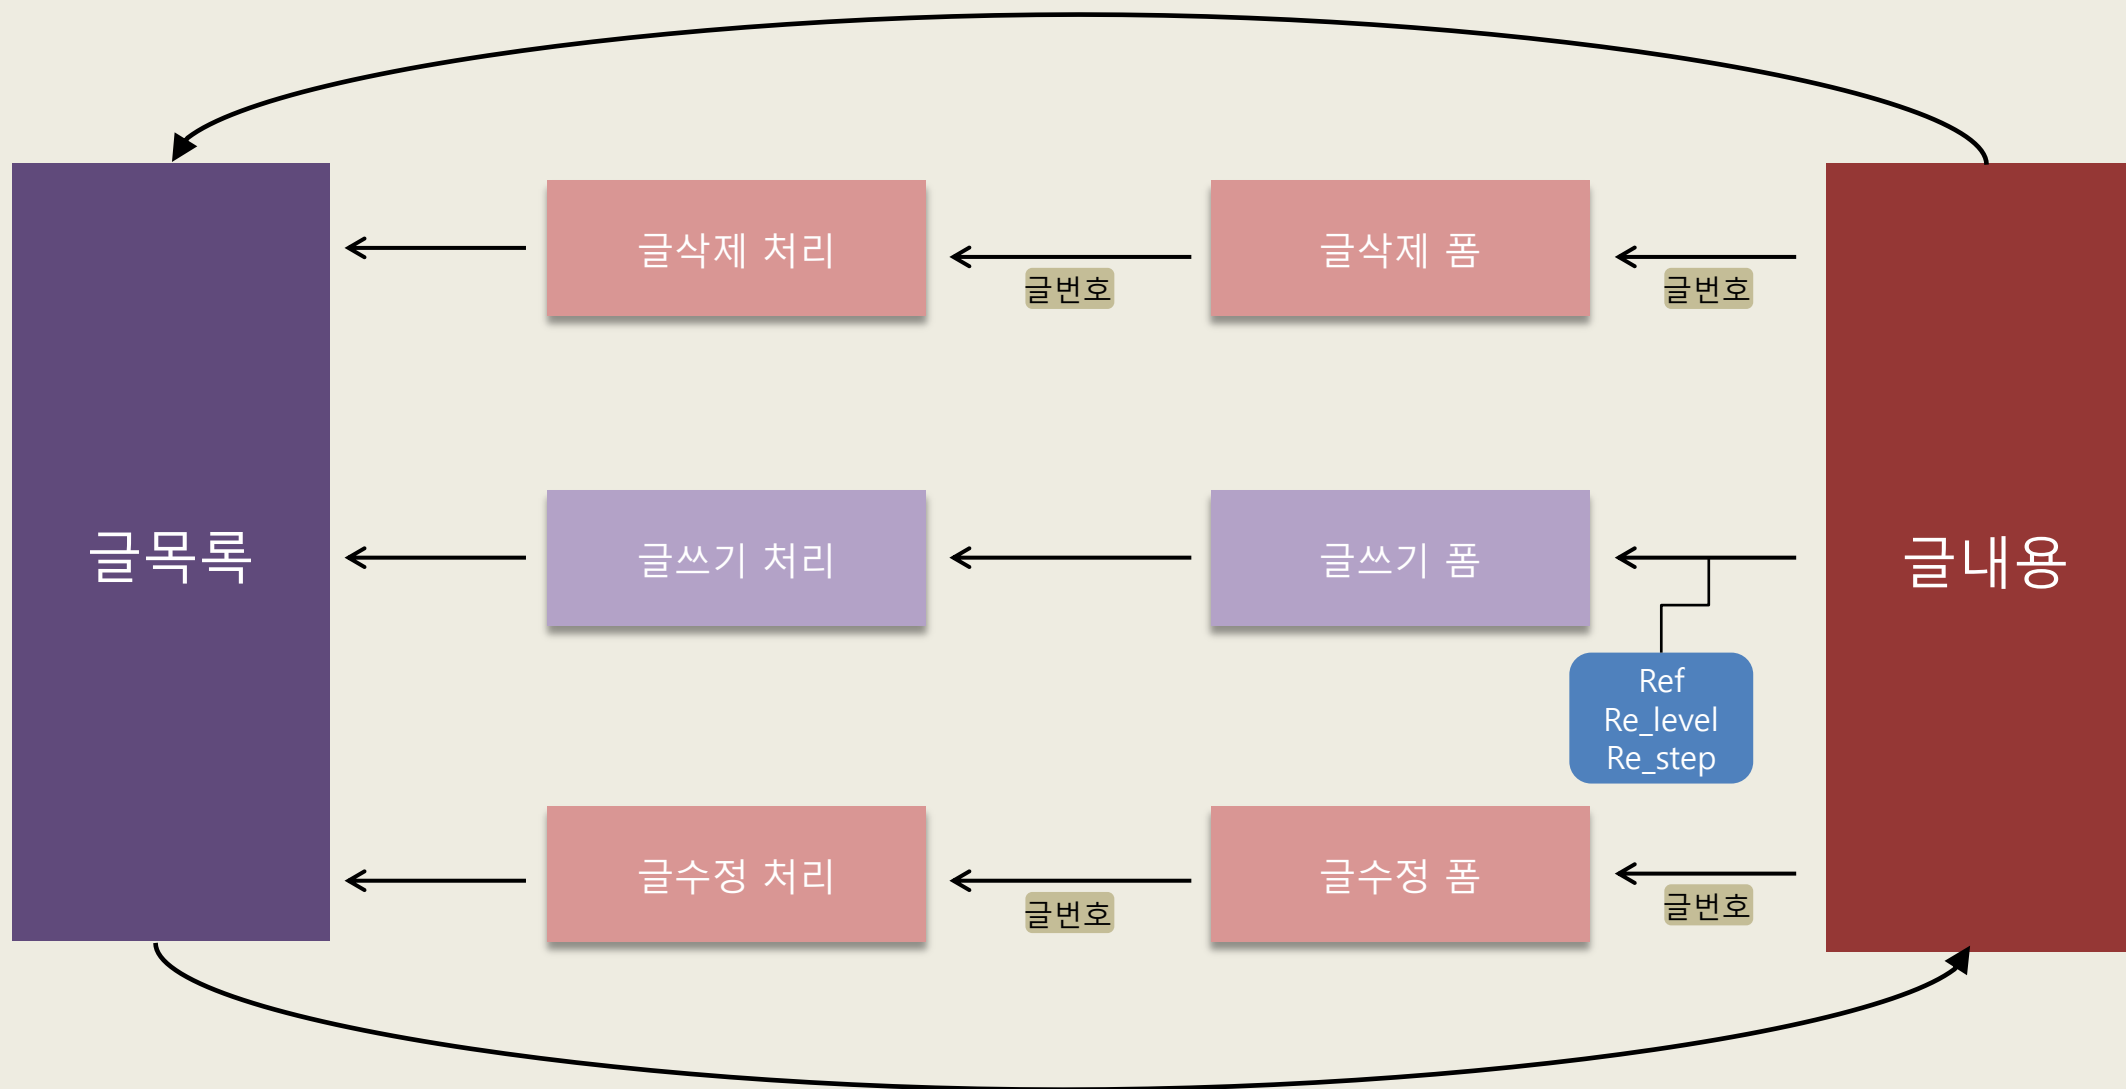 글삭제 처리
글삭제 폼
글번호
글번호
글목록
글쓰기 처리
글쓰기 폼
글내용
Ref
Re_level
Re_step
글수정 처리
글수정 폼
글번호
글번호